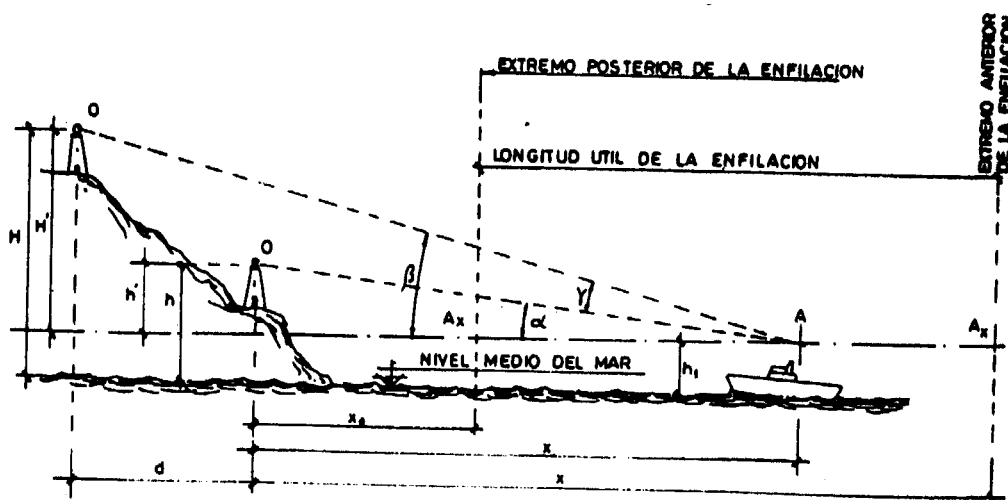 EXTREMO POSTERIOR DE LA ENFILACION
EXTREMO ANTERIOR
DE LA ENFILACION
LONGITUD UTIL DE LA ENFILACION
O
O
H
H'
h'
h
β
α
γ
Ax
A
Ax
NIVEL MEDIO DEL MAR
h₁
x
x
d
x